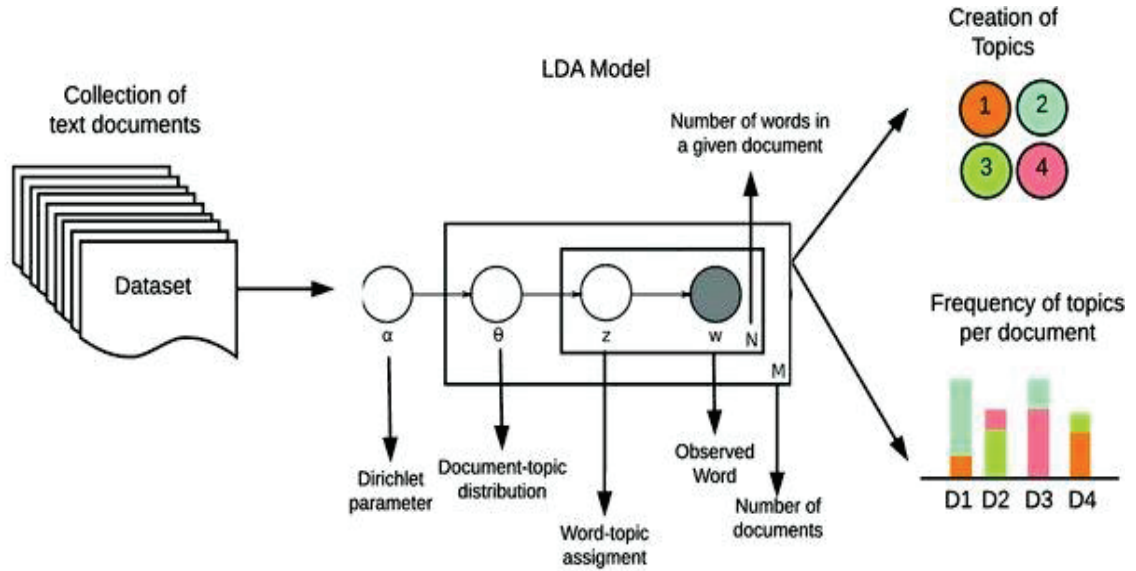 Collection of
text documents
Dataset
LDA Model
Number of words in
a given document
α
θ
z
w
N
M
Dirichlet
parameter
Document-topic
distribution
Word-topic
assigment
Observed
Word
Number of
documents
Creation of
Topics
1
2
3
4
Frequency of topics
per document
D1 D2 D3 D4